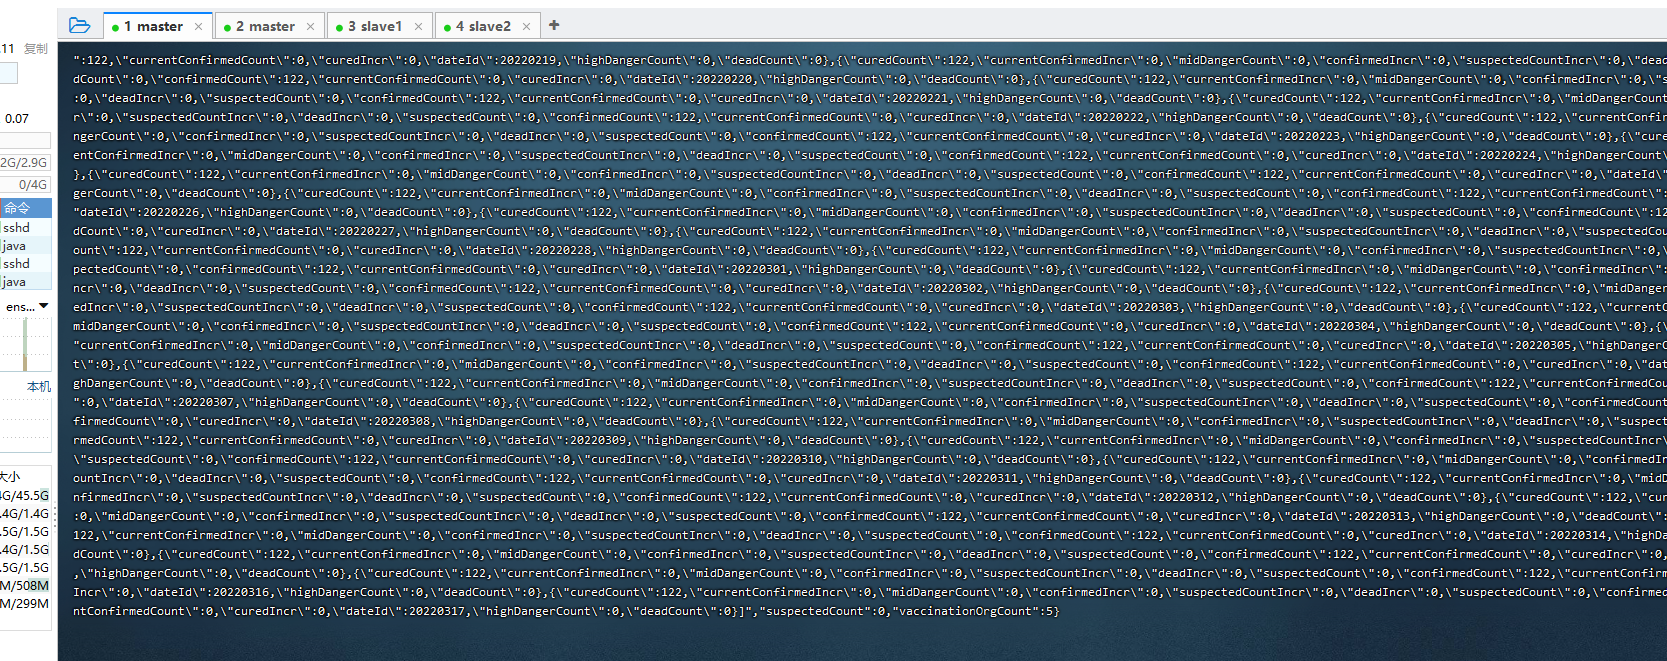 1 master
2 master
3 slave1
4 slave2
.11 复制
0.07
2G/2.9G
0/4G
命令
sshd
java
sshd
java
ens...
本机
大小
4G/45.5G
.4G/1.4G
.5G/1.5G
.4G/1.5G
.5G/1.5G
M/508M
M/299M
":122,\"currentConfirmedCount\":0,\"curedIncr\":0,\"dateId\":20220219,\"highDangerCount\":0,\"deadCount\":0},{\"curedCount\":122,\"currentConfirmedIncr\":0,\"midDangerCount\":0,\"confirmedIncr\":0,\"suspectedCountIncr\":0,\"dead
dCount\":0,\"confirmedCount\":122,\"currentConfirmedCount\":0,\"curedIncr\":0,\"dateId\":20220220,\"highDangerCount\":0,\"deadCount\":0},{\"curedCount\":122,\"currentConfirmedIncr\":0,\"midDangerCount\":0,\"confirmedIncr\":0,\"s
:0,\"deadIncr\":0,\"suspectedCount\":0,\"confirmedCount\":122,\"currentConfirmedCount\":0,\"curedIncr\":0,\"dateId\":20220221,\"highDangerCount\":0,\"deadCount\":0},{\"curedCount\":122,\"currentConfirmedIncr\":0,\"midDangerCount
r\":0,\"suspectedCountIncr\":0,\"deadIncr\":0,\"suspectedCount\":0,\"confirmedCount\":122,\"currentConfirmedCount\":0,\"curedIncr\":0,\"dateId\":20220222,\"highDangerCount\":0,\"deadCount\":0},{\"curedCount\":122,\"currentConfir
ngerCount\":0,\"confirmedIncr\":0,\"suspectedCountIncr\":0,\"deadIncr\":0,\"suspectedCount\":0,\"confirmedCount\":122,\"currentConfirmedCount\":0,\"curedIncr\":0,\"dateId\":20220223,\"highDangerCount\":0,\"deadCount\":0},{\"cure
entConfirmedIncr\":0,\"midDangerCount\":0,\"confirmedIncr\":0,\"suspectedCountIncr\":0,\"deadIncr\":0,\"suspectedCount\":0,\"confirmedCount\":122,\"currentConfirmedCount\":0,\"curedIncr\":0,\"dateId\":20220224,\"highDangerCount\
},{\"curedCount\":122,\"currentConfirmedIncr\":0,\"midDangerCount\":0,\"confirmedIncr\":0,\"suspectedCountIncr\":0,\"deadIncr\":0,\"suspectedCount\":0,\"confirmedCount\":122,\"currentConfirmedCount\":0,\"curedIncr\":0,\"dateId\"
gerCount\":0,\"deadCount\":0},{\"curedCount\":122,\"currentConfirmedIncr\":0,\"midDangerCount\":0,\"confirmedIncr\":0,\"suspectedCountIncr\":0,\"deadIncr\":0,\"suspectedCount\":0,\"confirmedCount\":122,\"currentConfirmedCount\":
"dateId\":20220226,\"highDangerCount\":0,\"deadCount\":0},{\"curedCount\":122,\"currentConfirmedIncr\":0,\"midDangerCount\":0,\"confirmedIncr\":0,\"suspectedCountIncr\":0,\"deadIncr\":0,\"suspectedCount\":0,\"confirmedCount\":12
dCount\":0,\"curedIncr\":0,\"dateId\":20220227,\"highDangerCount\":0,\"deadCount\":0},{\"curedCount\":122,\"currentConfirmedIncr\":0,\"midDangerCount\":0,\"confirmedIncr\":0,\"suspectedCountIncr\":0,\"deadIncr\":0,\"suspectedCou
ount\":122,\"currentConfirmedCount\":0,\"curedIncr\":0,\"dateId\":20220228,\"highDangerCount\":0,\"deadCount\":0},{\"curedCount\":122,\"currentConfirmedIncr\":0,\"midDangerCount\":0,\"confirmedIncr\":0,\"suspectedCountIncr\":0,\
pectedCount\":0,\"confirmedCount\":122,\"currentConfirmedCount\":0,\"curedIncr\":0,\"dateId\":20220301,\"highDangerCount\":0,\"deadCount\":0},{\"curedCount\":122,\"currentConfirmedIncr\":0,\"midDangerCount\":0,\"confirmedIncr\":
ncr\":0,\"deadIncr\":0,\"suspectedCount\":0,\"confirmedCount\":122,\"currentConfirmedCount\":0,\"curedIncr\":0,\"dateId\":20220302,\"highDangerCount\":0,\"deadCount\":0},{\"curedCount\":122,\"currentConfirmedIncr\":0,\"midDanger
edIncr\":0,\"suspectedCountIncr\":0,\"deadIncr\":0,\"suspectedCount\":0,\"confirmedCount\":122,\"currentConfirmedCount\":0,\"curedIncr\":0,\"dateId\":20220303,\"highDangerCount\":0,\"deadCount\":0},{\"curedCount\":122,\"currentC
midDangerCount\":0,\"confirmedIncr\":0,\"suspectedCountIncr\":0,\"deadIncr\":0,\"suspectedCount\":0,\"confirmedCount\":122,\"currentConfirmedCount\":0,\"curedIncr\":0,\"dateId\":20220304,\"highDangerCount\":0,\"deadCount\":0},{\
"currentConfirmedIncr\":0,\"midDangerCount\":0,\"confirmedIncr\":0,\"suspectedCountIncr\":0,\"deadIncr\":0,\"suspectedCount\":0,\"confirmedCount\":122,\"currentConfirmedCount\":0,\"curedIncr\":0,\"dateId\":20220305,\"highDangerC
t\":0},{\"curedCount\":122,\"currentConfirmedIncr\":0,\"midDangerCount\":0,\"confirmedIncr\":0,\"suspectedCountIncr\":0,\"deadIncr\":0,\"suspectedCount\":0,\"confirmedCount\":122,\"currentConfirmedCount\":0,\"curedIncr\":0,\"dat
ghDangerCount\":0,\"deadCount\":0},{\"curedCount\":122,\"currentConfirmedIncr\":0,\"midDangerCount\":0,\"confirmedIncr\":0,\"suspectedCountIncr\":0,\"deadIncr\":0,\"suspectedCount\":0,\"confirmedCount\":122,\"currentConfirmedCou
":0,\"dateId\":20220307,\"highDangerCount\":0,\"deadCount\":0},{\"curedCount\":122,\"currentConfirmedIncr\":0,\"midDangerCount\":0,\"confirmedIncr\":0,\"suspectedCountIncr\":0,\"deadIncr\":0,\"suspectedCount\":0,\"confirmedCount
firmedCount\":0,\"curedIncr\":0,\"dateId\":20220308,\"highDangerCount\":0,\"deadCount\":0},{\"curedCount\":122,\"currentConfirmedIncr\":0,\"midDangerCount\":0,\"confirmedIncr\":0,\"suspectedCountIncr\":0,\"deadIncr\":0,\"suspect
rmedCount\":122,\"currentConfirmedCount\":0,\"curedIncr\":0,\"dateId\":20220309,\"highDangerCount\":0,\"deadCount\":0},{\"curedCount\":122,\"currentConfirmedIncr\":0,\"midDangerCount\":0,\"confirmedIncr\":0,\"suspectedCountIncr\
\"suspectedCount\":0,\"confirmedCount\":122,\"currentConfirmedCount\":0,\"curedIncr\":0,\"dateId\":20220310,\"highDangerCount\":0,\"deadCount\":0},{\"curedCount\":122,\"currentConfirmedIncr\":0,\"midDangerCount\":0,\"confirmedIn
ountIncr\":0,\"deadIncr\":0,\"suspectedCount\":0,\"confirmedCount\":122,\"currentConfirmedCount\":0,\"curedIncr\":0,\"dateId\":20220311,\"highDangerCount\":0,\"deadCount\":0},{\"curedCount\":122,\"currentConfirmedIncr\":0,\"midD
nfirmedIncr\":0,\"suspectedCountIncr\":0,\"deadIncr\":0,\"suspectedCount\":0,\"confirmedCount\":122,\"currentConfirmedCount\":0,\"curedIncr\":0,\"dateId\":20220312,\"highDangerCount\":0,\"deadCount\":0},{\"curedCount\":122,\"cur
:0,\"midDangerCount\":0,\"confirmedIncr\":0,\"suspectedCountIncr\":0,\"deadIncr\":0,\"suspectedCount\":0,\"confirmedCount\":122,\"currentConfirmedCount\":0,\"curedIncr\":0,\"dateId\":20220313,\"highDangerCount\":0,\"deadCount\":
122,\"currentConfirmedIncr\":0,\"midDangerCount\":0,\"confirmedIncr\":0,\"suspectedCountIncr\":0,\"deadIncr\":0,\"suspectedCount\":0,\"confirmedCount\":122,\"currentConfirmedCount\":0,\"curedIncr\":0,\"dateId\":20220314,\"highDa
dCount\":0},{\"curedCount\":122,\"currentConfirmedIncr\":0,\"midDangerCount\":0,\"confirmedIncr\":0,\"suspectedCountIncr\":0,\"deadIncr\":0,\"suspectedCount\":0,\"confirmedCount\":122,\"currentConfirmedCount\":0,\"curedIncr\":0,
,\"highDangerCount\":0,\"deadCount\":0},{\"curedCount\":122,\"currentConfirmedIncr\":0,\"midDangerCount\":0,\"confirmedIncr\":0,\"suspectedCountIncr\":0,\"deadIncr\":0,\"suspectedCount\":0,\"confirmedCount\":122,\"currentConfirm
Incr\":0,\"dateId\":20220316,\"highDangerCount\":0,\"deadCount\":0},{\"curedCount\":122,\"currentConfirmedIncr\":0,\"midDangerCount\":0,\"confirmedIncr\":0,\"suspectedCountIncr\":0,\"deadIncr\":0,\"suspectedCount\":0,\"confirmed
ntConfirmedCount\":0,\"curedIncr\":0,\"dateId\":20220317,\"highDangerCount\":0,\"deadCount\":0}]","suspectedCount":0,"vaccinationOrgCount":5}